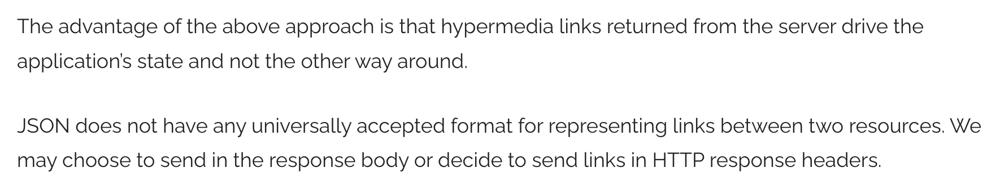 The advantage of the above approach is that hypermedia links returned from the server drive the
application’s state and not the other way around.
JSON does not have any universally accepted format for representing links between two resources. We
may choose to send in the response body or decide to send links in HTTP response headers.